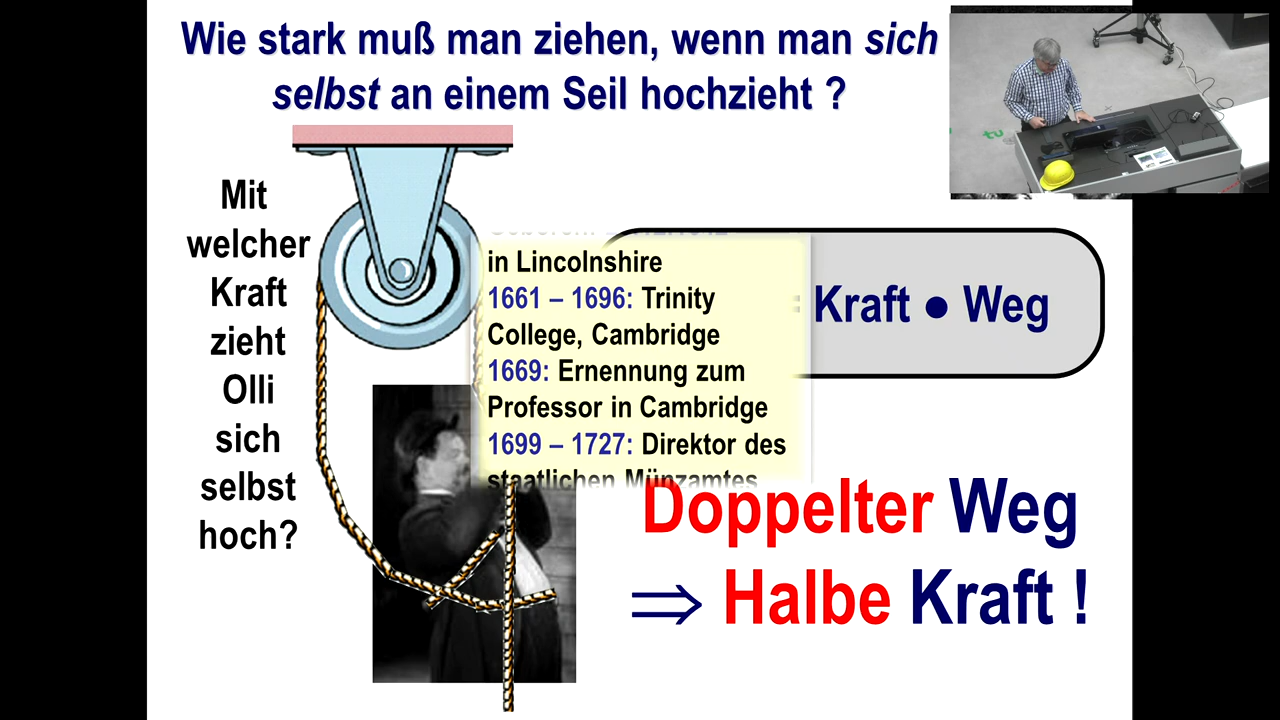 Wie stark muß man ziehen, wenn man sich
selbst an einem Seil hochzieht ?
Mit
welcher
Kraft
zieht
Olli
sich
selbst
hoch?
in Lincolnshire
1661 – 1696: Trinity
College, Cambridge
1669: Ernennung zum
Professor in Cambridge
1699 – 1727: Direktor des
staatlichen Münzamtes
Kraft ● Weg
Doppelter Weg
⇒ Halbe Kraft !